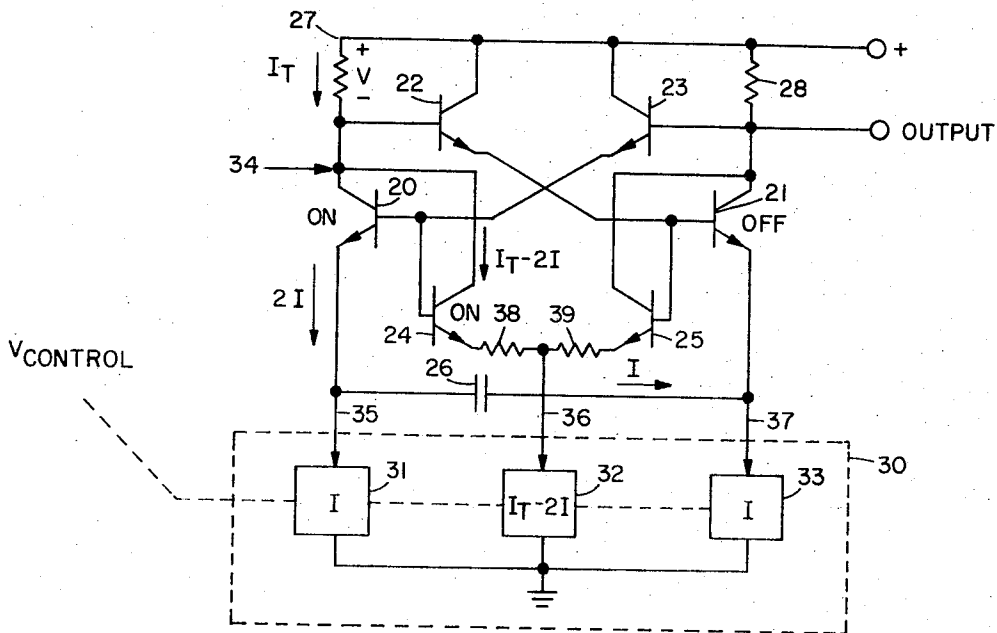 27
+
+
I_T
V
−
22
23
28
OUTPUT
34
20
21
ON
OFF
I_T-2I
2I
ON
38
39
24
25
V_CONTROL
26
I
35
36
37
30
31
32
33
I
I_T-2I
I